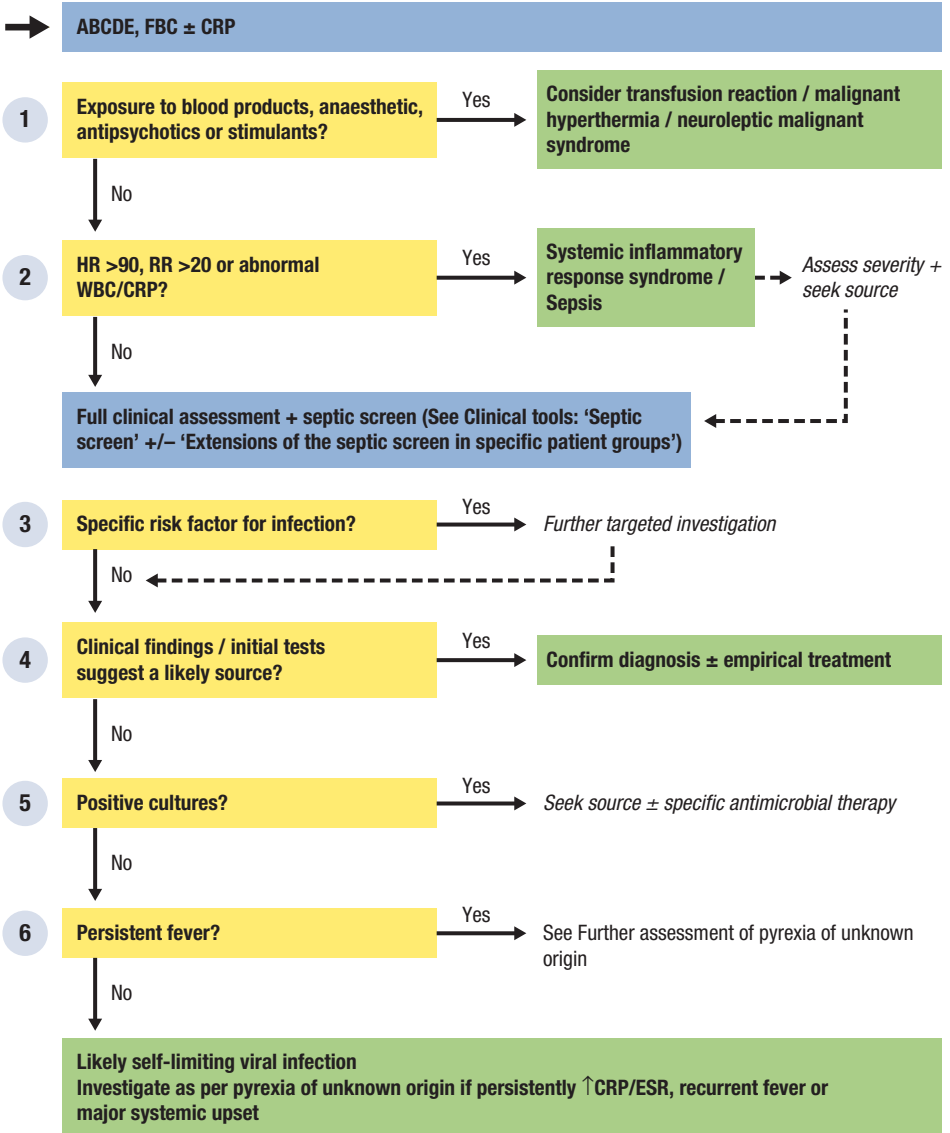 ABCDE, FBC ± CRP
1
Exposure to blood products, anaesthetic,
antipsychotics or stimulants?
Yes
Consider transfusion reaction / malignant
hyperthermia / neuroleptic malignant
syndrome
No
2
HR >90, RR >20 or abnormal
WBC/CRP?
Yes
Systemic inflammatory
response syndrome /
Sepsis
Assess severity +
seek source
No
Full clinical assessment + septic screen (See Clinical tools: ‘Septic
screen’ +/– ‘Extensions of the septic screen in specific patient groups’)
3
Specific risk factor for infection?
Yes
Further targeted investigation
No
4
Clinical findings / initial tests
suggest a likely source?
Yes
Confirm diagnosis ± empirical treatment
No
5
Positive cultures?
Yes
Seek source ± specific antimicrobial therapy
No
6
Persistent fever?
Yes
See Further assessment of pyrexia of unknown
origin
No
Likely self-limiting viral infection
Investigate as per pyrexia of unknown origin if persistently ↑CRP/ESR, recurrent fever or
major systemic upset